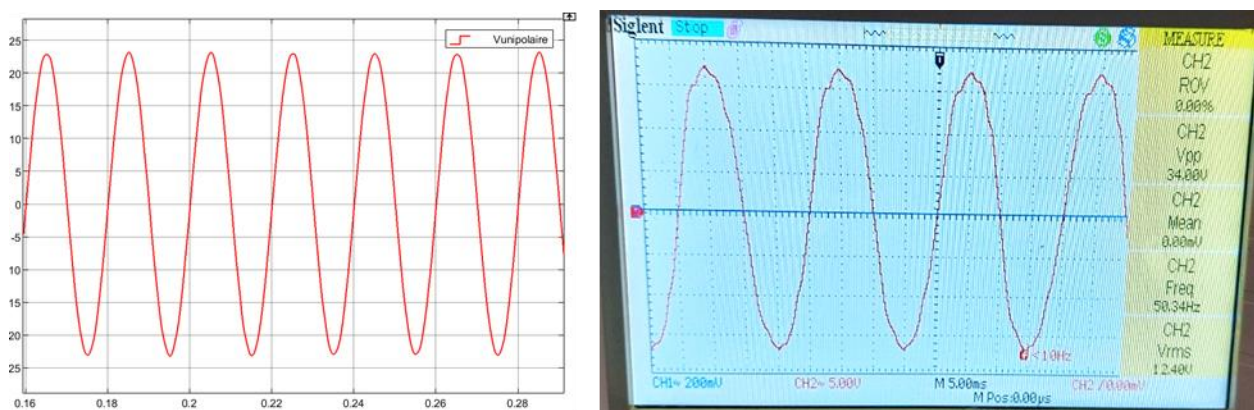 Vunipolaire
25
20
15
10
5
0
-5
10
15
20
25
0.16
0.18
0.2
0.22
0.24
0.26
0.28
Siglent Stop
MEASURE
CH2
ROV
0.00%
CH2
Vpp
34.00V
CH2
Mean
0.00mV
CH2
Freq
50.34Hz
CH2
Vrms
12.40V
<10Hz
CH1~ 200mV CH2~ 5.00V M 5.00ms CH2 / 0.00mV
M Pos:0.00µs